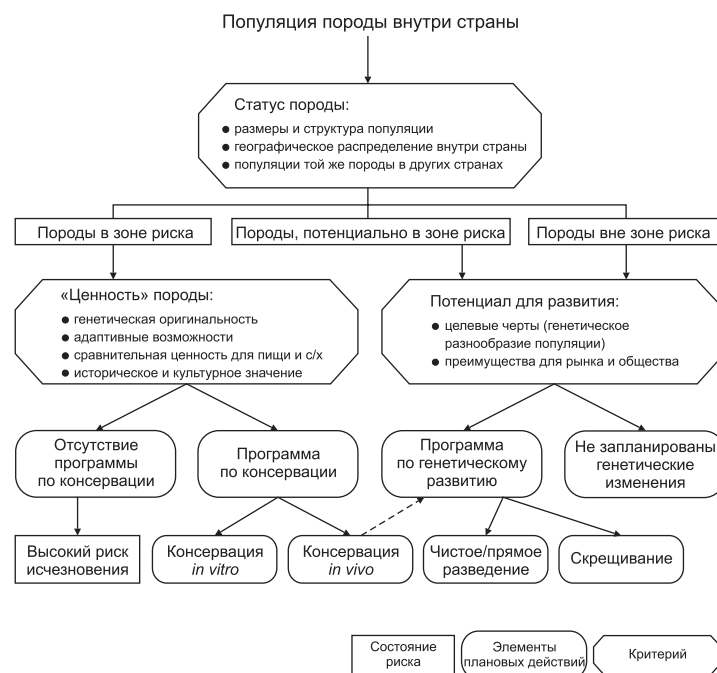 Популяция породы внутри страны
Статус породы:
● размеры и структура популяции
● географическое распределение внутри страны
● популяции той же породы в других странах
Породы в зоне риска
Породы, потенциально в зоне риска
Породы вне зоне риска
«Ценность» породы:
● генетическая оригинальность
● адаптивные возможности
● сравнительная ценность для пищи и с/х
● историческое и культурное значение
Потенциал для развития:
● целевые черты (генетическое
разнообразие популяции)
● преимущества для рынка и общества
Отсутствие
программы
по консервации
Программа
по консервации
Программа
по генетическому
развитию
Не запланированы
генетические
изменения
Высокий риск
исчезновения
Консервация
in vitro
Консервация
in vivo
Чистое/прямое
разведение
Скрещивание
Состояние
риска
Элементы
плановых действий
Критерий